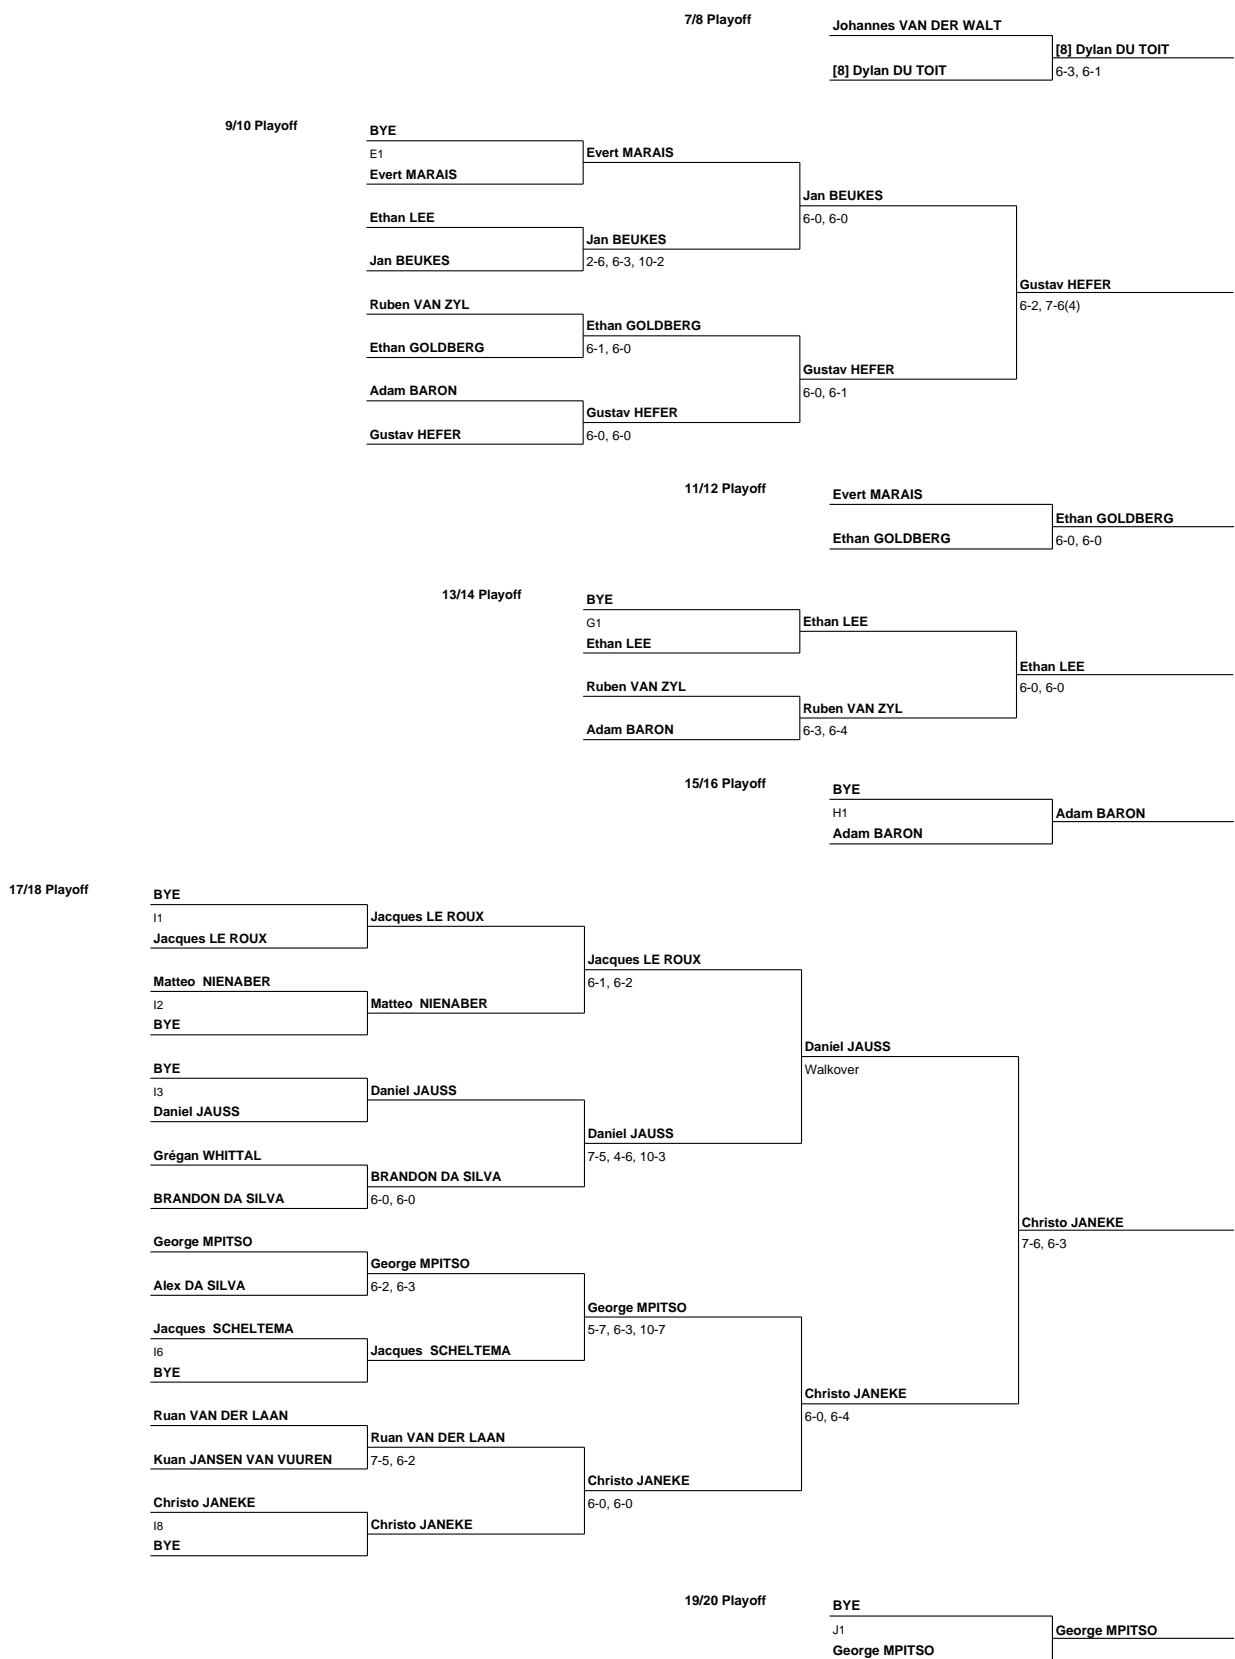 7/8 Playoff
Johannes VAN DER WALT
[8] Dylan DU TOIT
[8] Dylan DU TOIT
6-3, 6-1
9/10 Playoff
BYE
E1
Evert MARAIS
Evert MARAIS
Jan BEUKES
6-0, 6-0
Ethan LEE
Jan BEUKES
Jan BEUKES
2-6, 6-3, 10-2
Gustav HEFER
6-2, 7-6(4)
Ruben VAN ZYL
Ethan GOLDBERG
Ethan GOLDBERG
6-1, 6-0
Gustav HEFER
6-0, 6-1
Adam BARON
Gustav HEFER
Gustav HEFER
6-0, 6-0
11/12 Playoff
Evert MARAIS
Ethan GOLDBERG
Ethan GOLDBERG
6-0, 6-0
13/14 Playoff
BYE
G1
Ethan LEE
Ethan LEE
Ethan LEE
6-0, 6-0
Ruben VAN ZYL
Ruben VAN ZYL
Adam BARON
6-3, 6-4
15/16 Playoff
BYE
H1
Adam BARON
Adam BARON
17/18 Playoff
BYE
I1
Jacques LE ROUX
Jacques LE ROUX
Jacques LE ROUX
6-1, 6-2
Matteo NIENABER
I2
Matteo NIENABER
BYE
Daniel JAUSS
Walkover
BYE
I3
Daniel JAUSS
Daniel JAUSS
Daniel JAUSS
7-5, 4-6, 10-3
Grégan WHITTAL
BRANDON DA SILVA
BRANDON DA SILVA
6-0, 6-0
Christo JANEKE
7-6, 6-3
George MPITSO
George MPITSO
Alex DA SILVA
6-2, 6-3
George MPITSO
5-7, 6-3, 10-7
Jacques SCHELTEMA
I6
Jacques SCHELTEMA
BYE
Christo JANEKE
6-0, 6-4
Ruan VAN DER LAAN
Ruan VAN DER LAAN
Kuan JANSEN VAN VUUREN
7-5, 6-2
Christo JANEKE
6-0, 6-0
Christo JANEKE
I8
Christo JANEKE
BYE
19/20 Playoff
BYE
J1
George MPITSO
George MPITSO